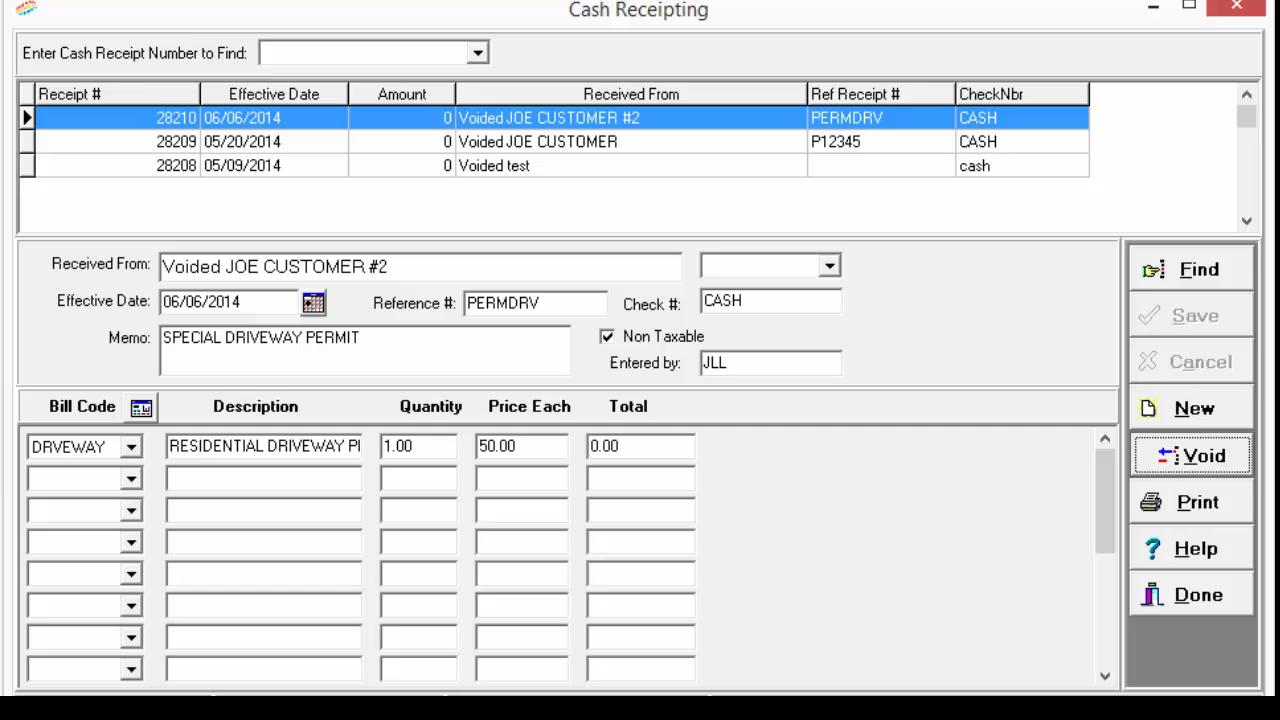 Cash Receipting
Enter Cash Receipt Number to Find:
Receipt # Effective Date Amount Received From Ref Receipt # CheckNbr
28210 06/06/2014 0 Voided JOE CUSTOMER #2 PERMDRV CASH
28209 05/20/2014 0 Voided JOE CUSTOMER P12345 CASH
28208 05/09/2014 0 Voided test cash
Received From: Voided JOE CUSTOMER #2
Effective Date: 06/06/2014 Reference #: PERMDRV Check #: CASH
Memo: SPECIAL DRIVEWAY PERMIT Non Taxable
Entered by: JLL
Bill Code Description Quantity Price Each Total
DRVEWAY RESIDENTIAL DRIVEWAY PI 1.00 50.00 0.00
Find
Save
Cancel
New
Void
Print
Help
Done